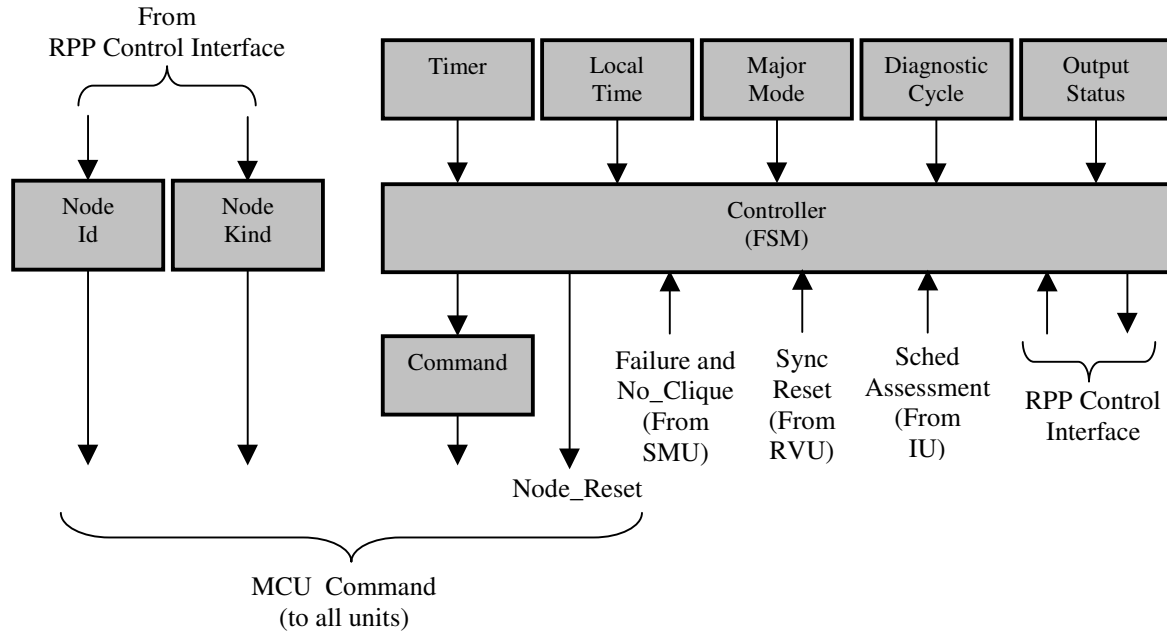 From
RPP Control Interface
Timer
Local
Time
Major
Mode
Diagnostic
Cycle
Output
Status
Node
Id
Node
Kind
Controller
(FSM)
Command
Failure and
No_Clique
(From
SMU)
Sync
Reset
(From
RVU)
Sched
Assessment
(From
IU)
RPP Control
Interface
Node_Reset
MCU Command
(to all units)